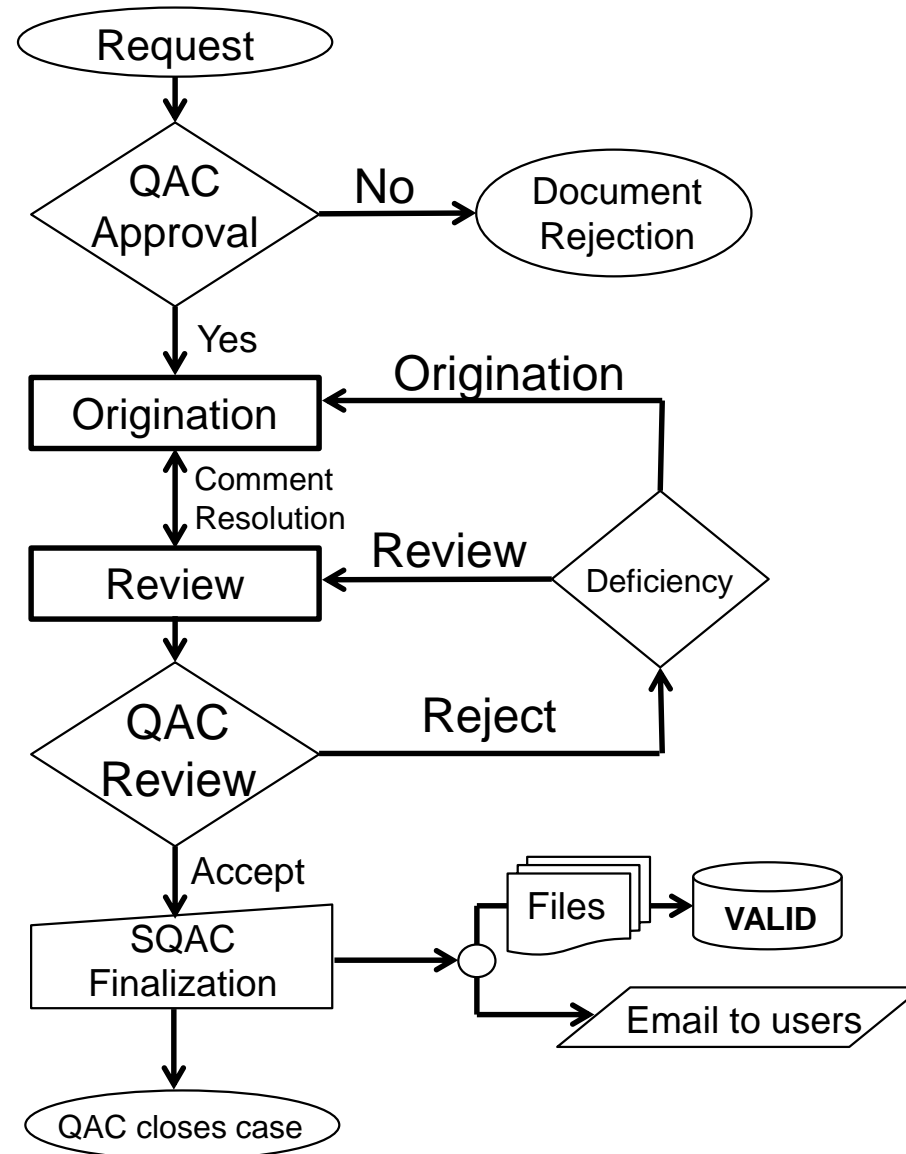 Request
QAC
Approval
No
Document
Rejection
Yes
Origination
Origination
Comment
Resolution
Review
Review
Deficiency
QAC
Review
Reject
Accept
SQAC
Finalization
Files
VALID
Email to users
QAC closes case